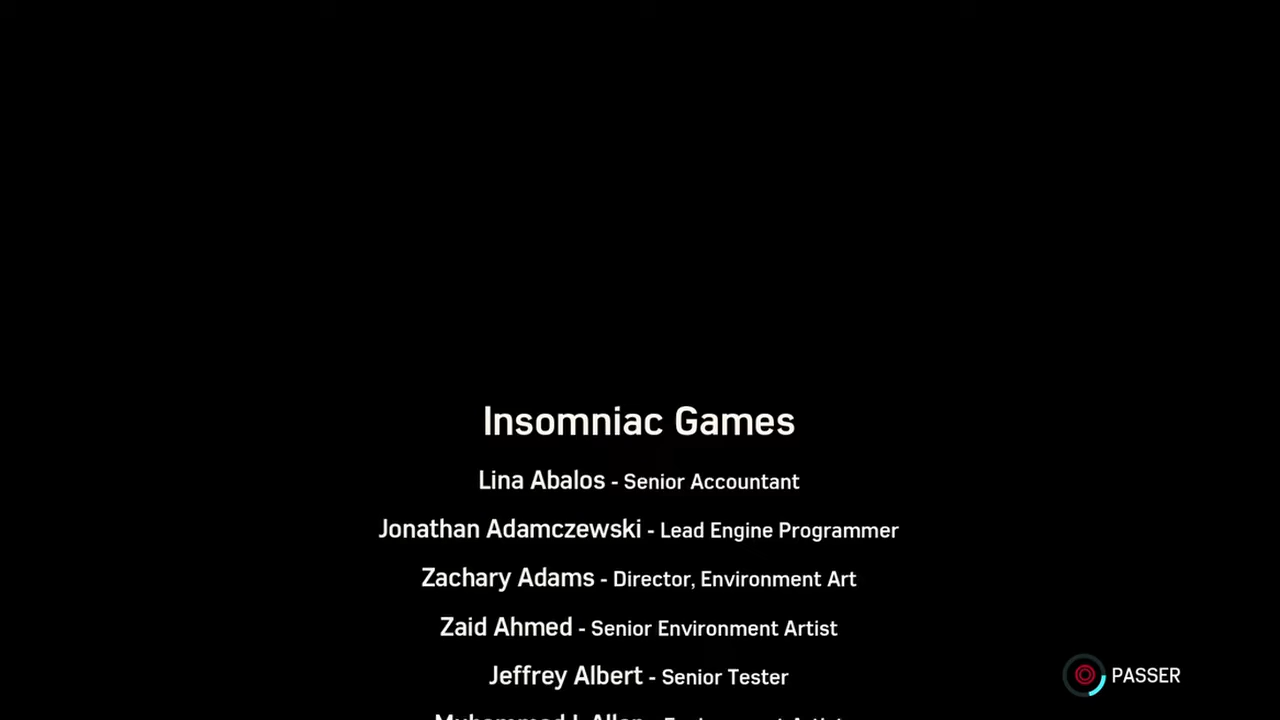 Insomniac Games
Lina Abalos - Senior Accountant
Jonathan Adamczewski - Lead Engine Programmer
Zachary Adams - Director, Environment Art
Zaid Ahmed - Senior Environment Artist
Jeffrey Albert - Senior Tester
PASSER